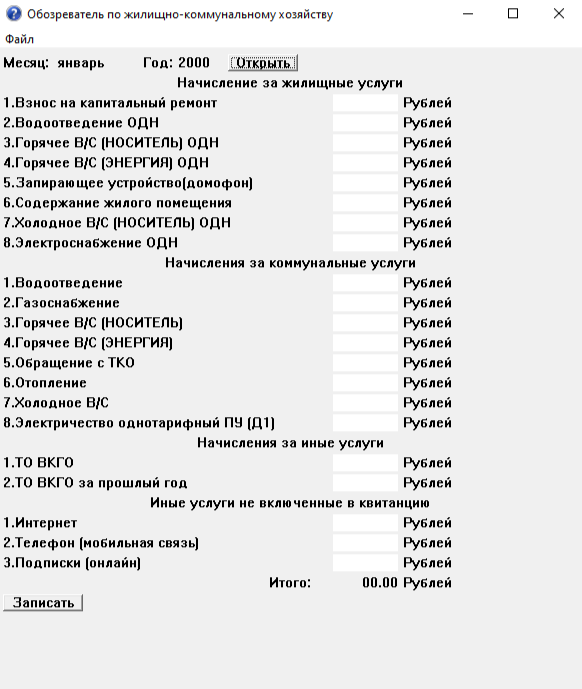 Обозреватель по жилищно-коммунальному хозяйству
Файл
Месяц: январь Год: 2000 Открыть
Начисление за жилищные услуги
1.Взнос на капитальный ремонт Рублей
2.Водоотведение ОДН Рублей
3.Горячее В/С (НОСИТЕЛЬ) ОДН Рублей
4.Горячее В/С (ЭНЕРГИЯ) ОДН Рублей
5.Запирающее устройство(домофон) Рублей
6.Содержание жилого помещения Рублей
7.Холодное В/С (НОСИТЕЛЬ) ОДН Рублей
8.Электроснабжение ОДН Рублей
Начисления за коммунальные услуги
1.Водоотведение Рублей
2.Газоснабжение Рублей
3.Горячее В/С (НОСИТЕЛЬ) Рублей
4.Горячее В/С (ЭНЕРГИЯ) Рублей
5.Обращение с ТКО Рублей
6.Отопление Рублей
7.Холодное В/С Рублей
8.Электричество однотарифный ПУ (Д1) Рублей
Начисления за иные услуги
1.ТО ВКГО Рублей
2.ТО ВКГО за прошлый год Рублей
Иные услуги не включенные в квитанцию
1.Интернет Рублей
2.Телефон (мобильная связь) Рублей
3.Подписки (онлайн) Рублей
Итого: 00.00 Рублей
Записать